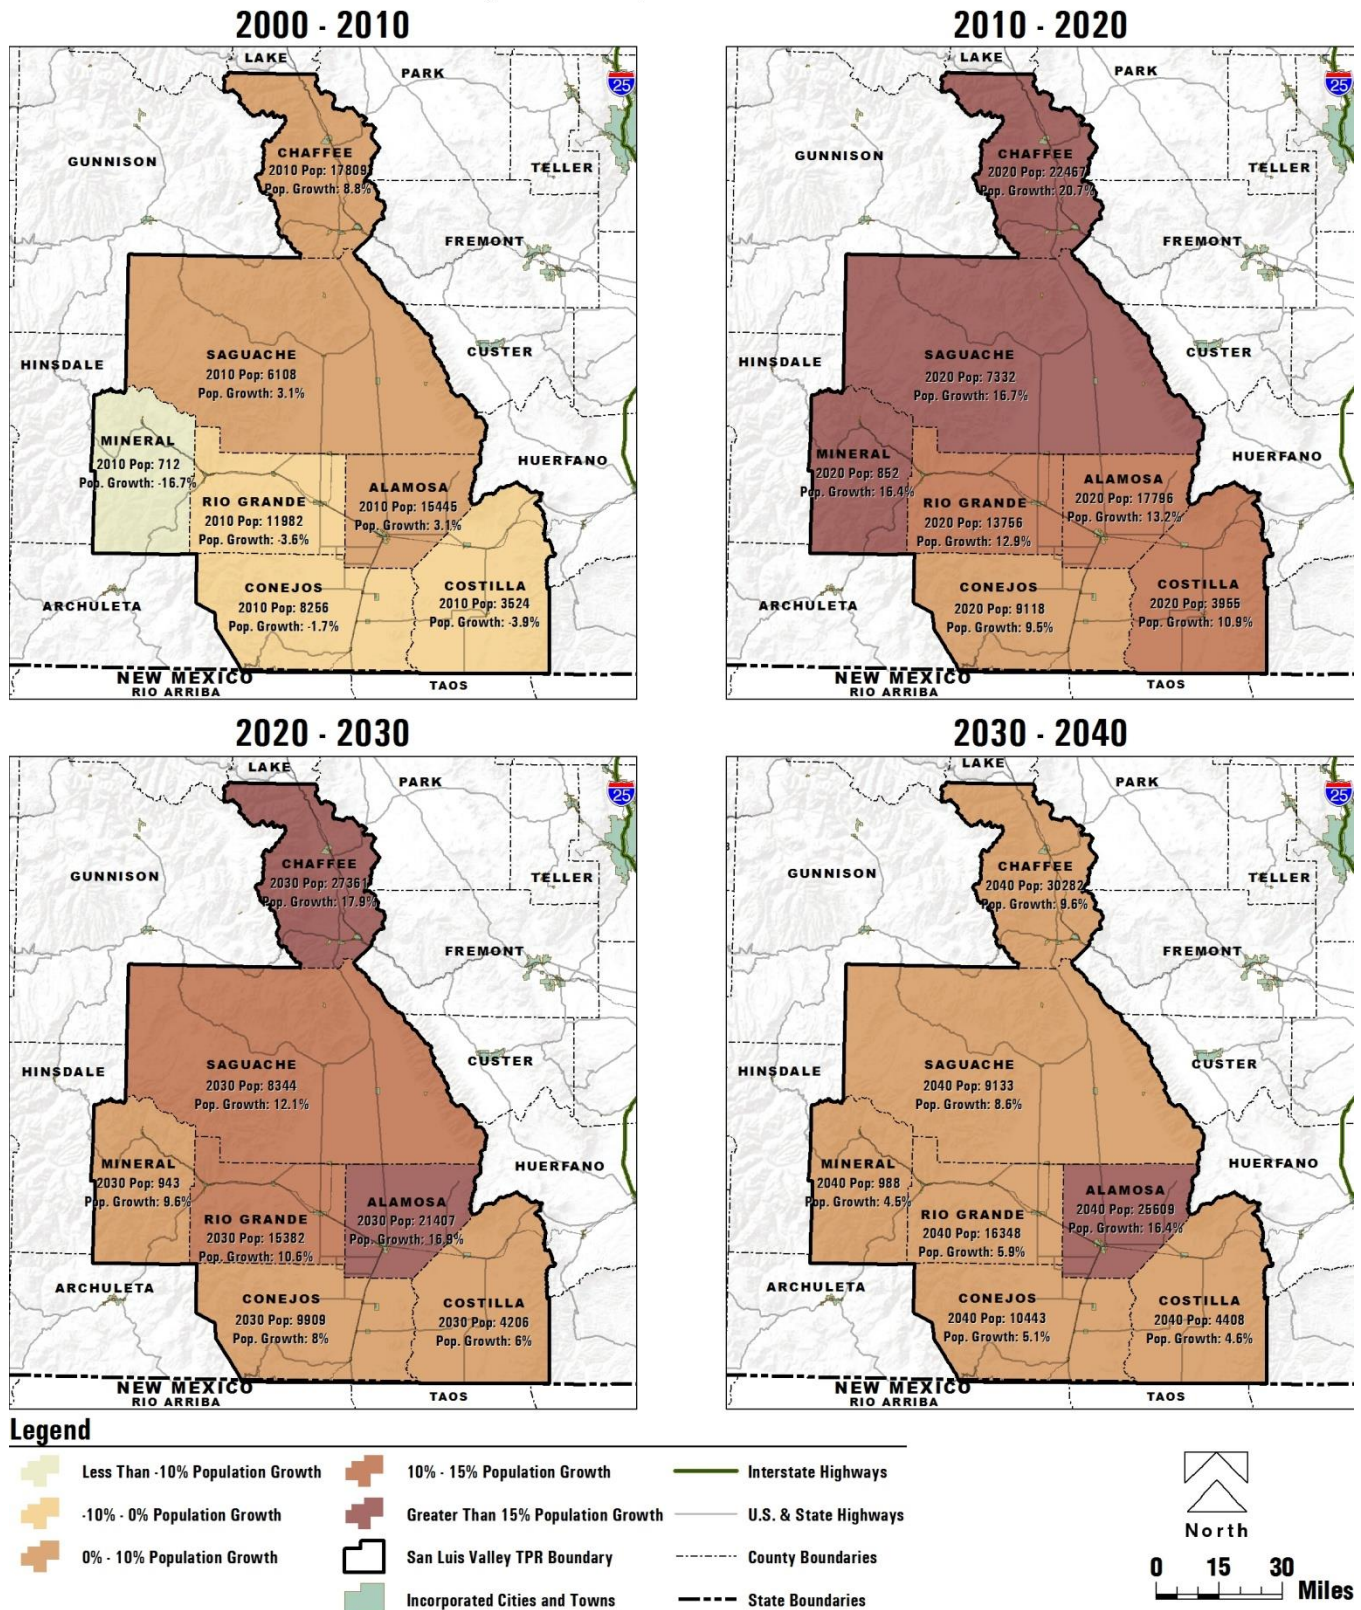 2000 - 2010
LAKE
PARK
25
GUNNISON
CHAFFEE
2010 Pop: 17809
Pop. Growth: 8.8%
TELLER
FREMONT
SAGUACHE
2010 Pop: 6108
Pop. Growth: 3.1%
HINSDALE
CUSTER
MINERAL
2010 Pop: 712
Pop. Growth: -16.7%
HUERFANO
RIO GRANDE
2010 Pop: 11982
Pop. Growth: -3.6%
ALAMOSA
2010 Pop: 15445
Pop. Growth: 3.1%
ARCHULETA
CONEJOS
2010 Pop: 8256
Pop. Growth: -1.7%
COSTILLA
2010 Pop: 3524
Pop. Growth: -3.9%
NEW MEXICO
RIO ARRIBA
TAOS
2010 - 2020
LAKE
PARK
25
GUNNISON
CHAFFEE
2020 Pop: 22467
Pop. Growth: 20.7%
TELLER
FREMONT
SAGUACHE
2020 Pop: 7332
Pop. Growth: 16.7%
HINSDALE
CUSTER
MINERAL
2020 Pop: 852
Pop. Growth: 16.4%
HUERFANO
RIO GRANDE
2020 Pop: 13756
Pop. Growth: 12.9%
ALAMOSA
2020 Pop: 17796
Pop. Growth: 13.2%
ARCHULETA
CONEJOS
2020 Pop: 9118
Pop. Growth: 9.5%
COSTILLA
2020 Pop: 3955
Pop. Growth: 10.9%
NEW MEXICO
RIO ARRIBA
TAOS
2020 - 2030
LAKE
PARK
25
GUNNISON
CHAFFEE
2030 Pop: 27361
Pop. Growth: 17.9%
TELLER
FREMONT
SAGUACHE
2030 Pop: 8344
Pop. Growth: 12.1%
HINSDALE
CUSTER
MINERAL
2030 Pop: 943
Pop. Growth: 9.6%
HUERFANO
RIO GRANDE
2030 Pop: 15382
Pop. Growth: 10.6%
ALAMOSA
2030 Pop: 21407
Pop. Growth: 16.9%
ARCHULETA
CONEJOS
2030 Pop: 9909
Pop. Growth: 8%
COSTILLA
2030 Pop: 4206
Pop. Growth: 6%
NEW MEXICO
RIO ARRIBA
TAOS
2030 - 2040
LAKE
PARK
25
GUNNISON
CHAFFEE
2040 Pop: 30282
Pop. Growth: 9.6%
TELLER
FREMONT
SAGUACHE
2040 Pop: 9133
Pop. Growth: 8.6%
HINSDALE
CUSTER
MINERAL
2040 Pop: 988
Pop. Growth: 4.5%
HUERFANO
RIO GRANDE
2040 Pop: 16348
Pop. Growth: 5.9%
ALAMOSA
2040 Pop: 25609
Pop. Growth: 16.4%
ARCHULETA
CONEJOS
2040 Pop: 10443
Pop. Growth: 5.1%
COSTILLA
2040 Pop: 4408
Pop. Growth: 4.6%
NEW MEXICO
RIO ARRIBA
TAOS
Legend
Less Than -10% Population Growth
-10% - 0% Population Growth
0% - 10% Population Growth
10% - 15% Population Growth
Greater Than 15% Population Growth
San Luis Valley TPR Boundary
Incorporated Cities and Towns
Interstate Highways
U.S. & State Highways
County Boundaries
State Boundaries
North
0 15 30
Miles